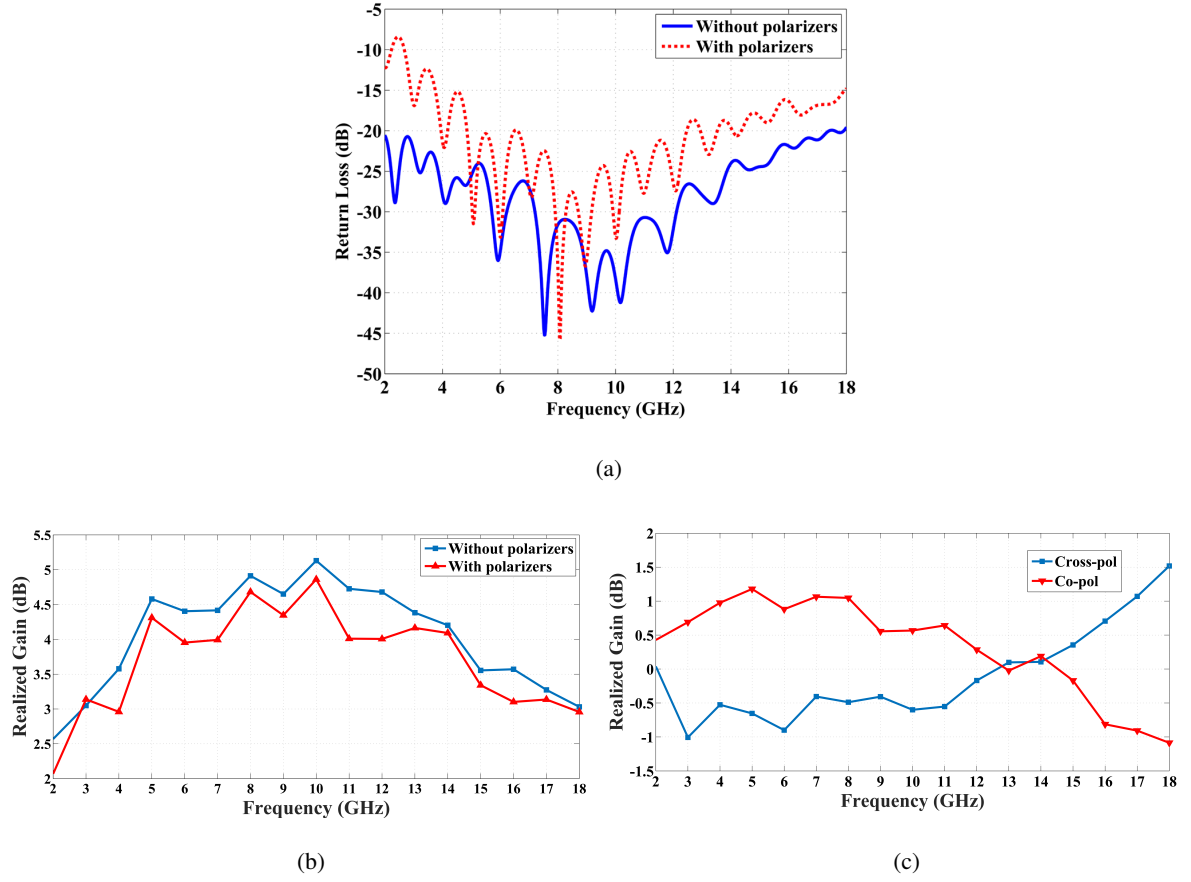 -5
-10
-15
-20
-25
-30
-35
-40
-45
-50
Return Loss (dB)
Without polarizers
With polarizers
2 4 6 8 10 12 14 16 18
Frequency (GHz)
(a)
5.5
5
4.5
4
3.5
3
2.5
2
Realized Gain (dB)
Without polarizers
With polarizers
2 3 4 5 6 7 8 9 10 11 12 13 14 15 16 17 18
Frequency (GHz)
(b)
2
1.5
1
0.5
0
-0.5
-1
-1.5
Realized Gain (dB)
Cross-pol
Co-pol
2 3 4 5 6 7 8 9 10 11 12 13 14 15 16 17 18
Frequency (GHz)
(c)